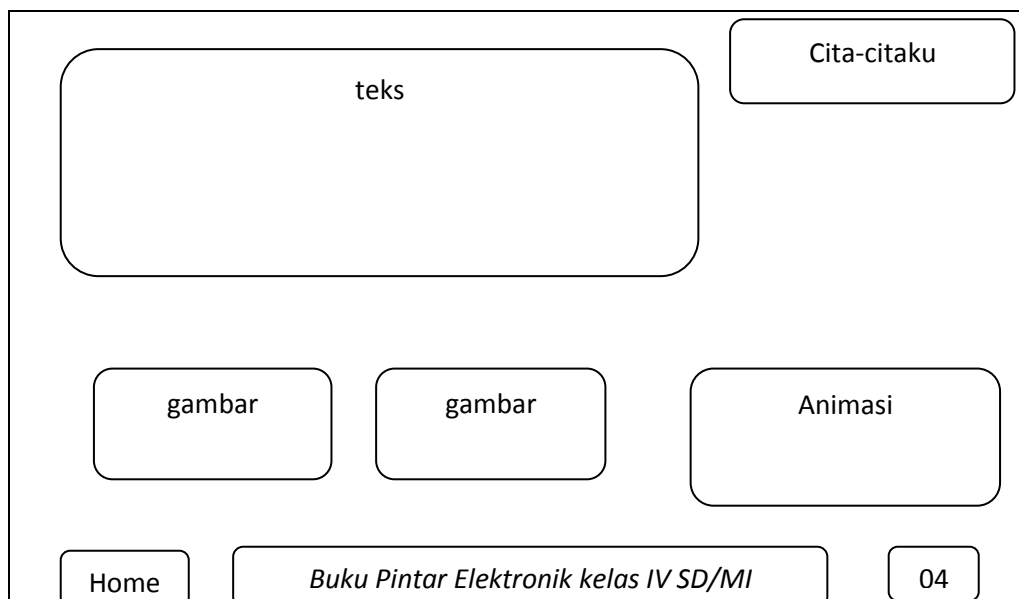 Cita-citaku
teks
gambar
gambar
Animasi
Home
Buku Pintar Elektronik kelas IV SD/MI
04